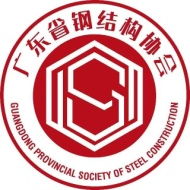 广东省钢结构协会
GUANGDONG PROVINCIAL SOCIETY OF STEEL CONSTRUCTION